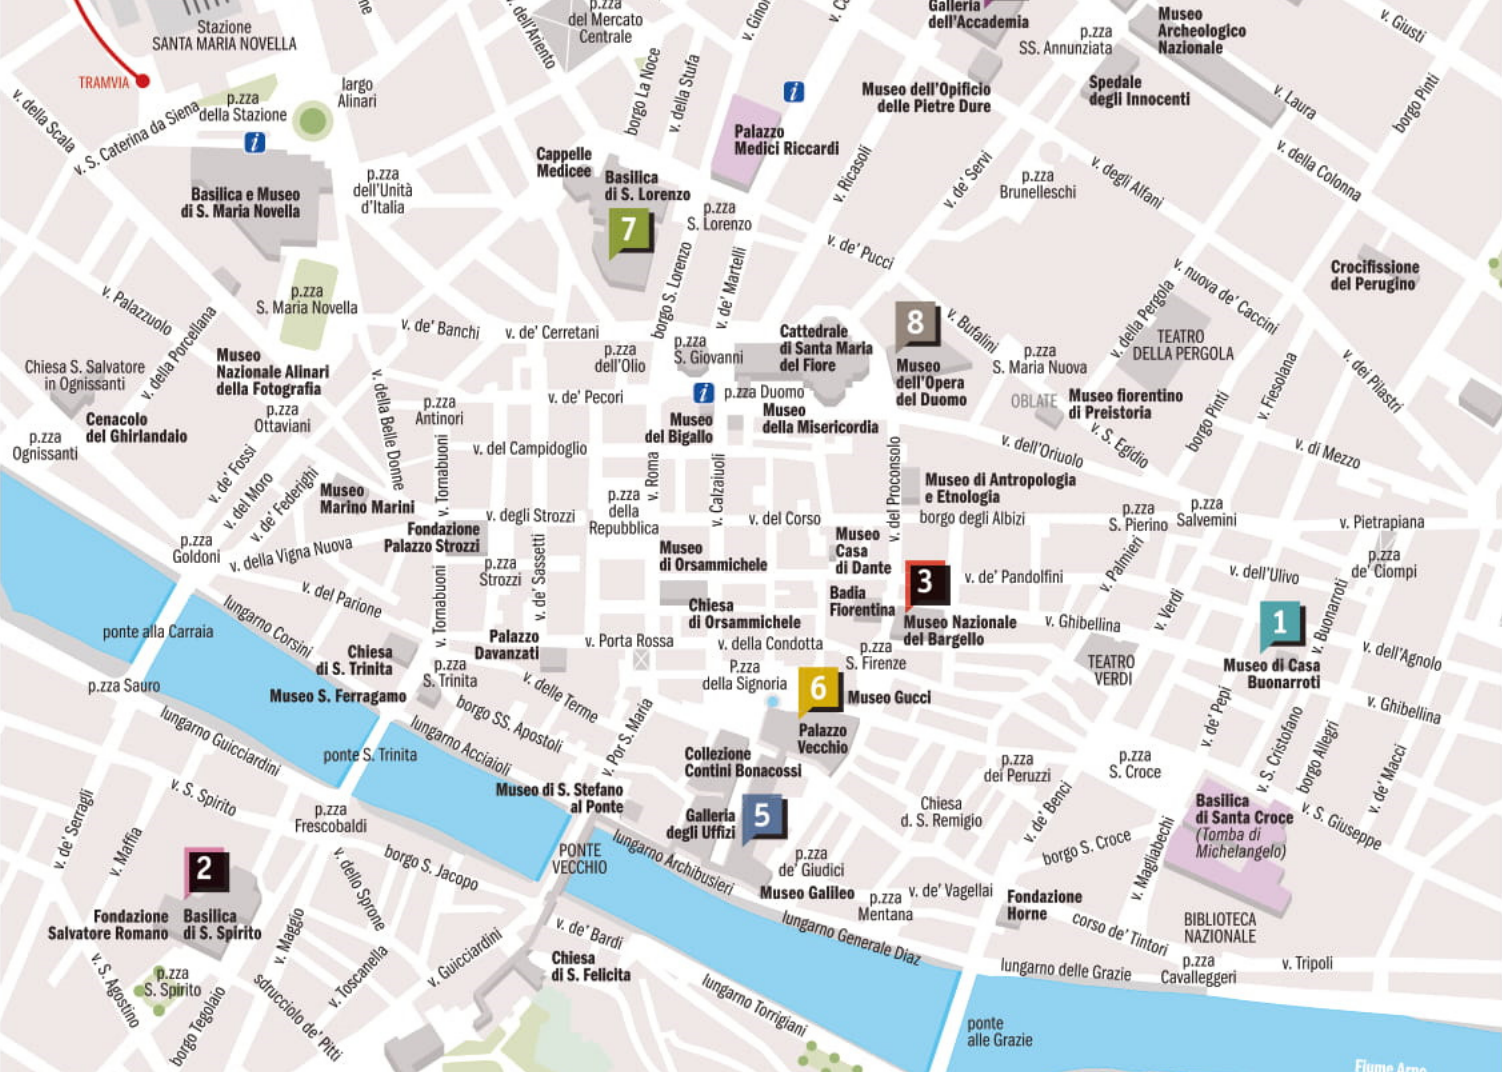 Stazione
SANTA MARIA NOVELLA
TRAMVIA
largo
Alinari
p.zza
della Stazione
v. della Scala
v. S. Caterina da Siena
i
Basilica e Museo
di S. Maria Novella
p.zza
dell'Unità
d'Italia
v. dell'Ariento
p.zza
del Mercato
Centrale
borgo La Noce
v. della Stufa
i
Palazzo
Medici Riccardi
Cappelle
Medicee
Basilica
di S. Lorenzo
7
p.zza
S. Lorenzo
Galleria
dell'Accademia
p.zza
SS. Annunziata
Museo
Archeologico
Nazionale
v. Giusti
Museo dell'Opificio
delle Pietre Dure
Spedale
degli Innocenti
v. Laura
borgo Pinti
v. Ricasoli
v. de' Servi
p.zza
Brunelleschi
v. degli Alfani
v. della Colonna
v. de' Pucci
borgo S. Lorenzo
v. de' Martelli
Crocifissione
del Perugino
v. Palazzuolo
v. della Porcellana
p.zza
S. Maria Novella
Museo
Nazionale Alinari
della Fotografia
Chiesa S. Salvatore
in Ognissanti
Cenacolo
del Ghirlandaio
p.zza
Ognissanti
p.zza
Ottaviani
v. de' Banchi
v. de' Cerretani
p.zza
dell'Olio
p.zza
S. Giovanni
Cattedrale
di Santa Maria
del Fiore
8
Museo
dell'Opera
del Duomo
v. Bufalini
p.zza
S. Maria Nuova
v. della Pergola
v. nuova de' Caccini
TEATRO
DELLA PERGOLA
v. Fiesolana
v. dei Pilastri
OBLATE
Museo fiorentino
di Preistoria
borgo Pinti
v. S. Egidio
v. dell'Oriuolo
v. di Mezzo
i
p.zza Duomo
Museo
del Bigallo
Museo
della Misericordia
v. de' Pecori
p.zza
Antinori
v. della Belle Donne
v. del Campidoglio
v. Tornabuoni
v. Roma
v. Calzaiuoli
v. del Proconsolo
v. de' Fossi
v. del Moro
v. de' Federighi
Museo
Marino Marini
Fondazione
Palazzo Strozzi
v. degli Strozzi
p.zza
della
Repubblica
v. del Corso
Museo di Antropologia
e Etnologia
borgo degli Albizi
p.zza
S. Pierino
p.zza
Salvemini
v. Pietrapiana
p.zza
de' Ciompi
p.zza
Goldoni
v. della Vigna Nuova
p.zza
Strozzi
v. de' Sassetti
Museo
di Orsammichele
Museo
Casa
di Dante
3
v. de' Pandolfini
v. Palmieri
v. dell'Ulivo
v. del Parione
v. Tornabuoni
Chiesa
di Orsammichele
Badia
Fiorentina
Museo Nazionale
del Bargello
v. Ghibellina
v. Verdi
1
v. Buonarroti
Museo di Casa
Buonarroti
v. dell'Agnolo
ponte alla Carraia
lungarno Corsini
Chiesa
di S. Trinita
Palazzo
Davanzati
v. Porta Rossa
v. della Condotta
p.zza
S. Firenze
TEATRO
VERDI
p.zza Sauro
Museo S. Ferragamo
p.zza
S. Trinita
v. delle Terme
P.zza
della Signoria
6
Museo Gucci
Palazzo
Vecchio
v. de' Pepi
v. Ghibellina
lungarno Guicciardini
ponte S. Trinita
borgo SS. Apostoli
lungarno Acciaioli
v. Por S. Maria
Collezione
Contini Bonacossi
p.zza
dei Peruzzi
p.zza
S. Croce
v. S. Cristofano
borgo Allegri
v. de' Macci
v. de' Serragli
v. S. Spirito
v. Maffia
p.zza
Frescobaldi
Museo di S. Stefano
al Ponte
Galleria
degli Uffizi
5
Chiesa
d. S. Remigio
v. de' Benci
Basilica
di Santa Croce
(Tomba di
Michelangelo)
v. S. Giuseppe
2
v. dello Sprone
borgo S. Jacopo
PONTE
VECCHIO
lungarno Archibusieri
p.zza
de' Giudici
borgo S. Croce
v. Magliabechi
Fondazione
Salvatore Romano
Basilica
di S. Spirito
Museo Galileo
p.zza
Mentana
v. de' Vagellai
Fondazione
Horne
corso de' Tintori
BIBLIOTECA
NAZIONALE
v. S. Agostino
p.zza
S. Spirito
borgo Tegolaio
v. Maggio
sdrucciolo de' Pitti
v. Toscanella
v. Guicciardini
v. de' Bardi
Chiesa
di S. Felicita
lungarno Generale Diaz
lungarno Torrigiani
lungarno delle Grazie
p.zza
Cavalleggeri
v. Tripoli
ponte
alle Grazie
Fiume Arno